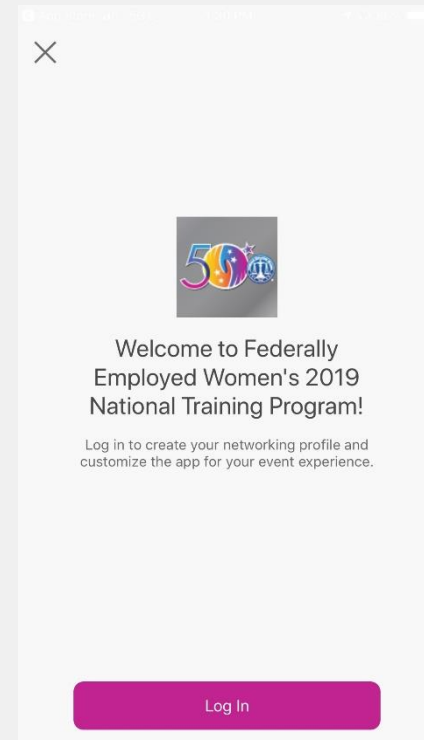 50
Welcome to Federally
Employed Women's 2019
National Training Program!
Log in to create your networking profile and
customize the app for your event experience.
Log In